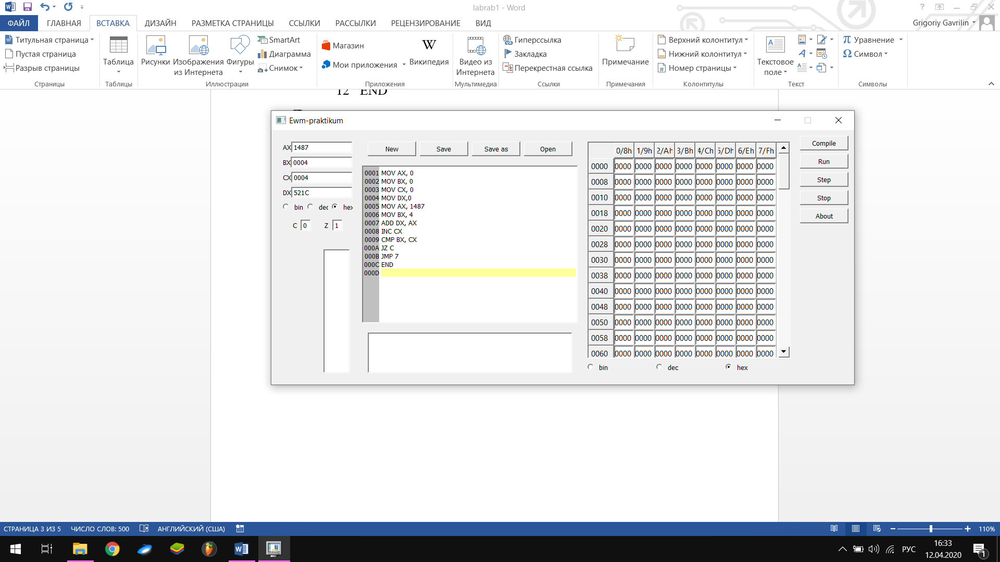 labrab1 - Word
ФАЙЛ ГЛАВНАЯ ВСТАВКА ДИЗАЙН РАЗМЕТКА СТРАНИЦЫ ССЫЛКИ РАССЫЛКИ РЕЦЕНЗИРОВАНИЕ ВИД Grigoriy Gavrilin
Титульная страница
Пустая страница
Разрыв страницы
Страницы
Таблица
Таблицы
Рисунки
Изображения из Интернета
Фигуры
SmartArt
Диаграмма
Снимок
Иллюстрации
Магазин
Мои приложения
W
Википедия
Приложения
Видео из Интернета
Мультимедиа
Гиперссылка
Закладка
Перекрестная ссылка
Ссылки
Примечание
Примечания
Верхний колонтитул
Нижний колонтитул
Номер страницы
Колонтитулы
Текстовое поле
Текст
Уравнение
Символ
Символы
12 END
Ewm-praktikum
AX 1487
BX 0004
CX 0004
DX 521C
bin dec hex
C 0 Z 1
New Save Save as Open
0001 MOV AX, 0
0002 MOV BX, 0
0003 MOV CX, 0
0004 MOV DX,0
0005 MOV AX, 1487
0006 MOV BX, 4
0007 ADD DX, AX
0008 INC CX
0009 CMP BX, CX
000A JZ C
000B JMP 7
000C END
000D
0/8h 1/9h 2/Ah 3/Bh 4/Ch 5/Dh 6/Eh 7/Fh
0000 0000 0000 0000 0000 0000 0000 0000 0000
0008 0000 0000 0000 0000 0000 0000 0000 0000
0010 0000 0000 0000 0000 0000 0000 0000 0000
0018 0000 0000 0000 0000 0000 0000 0000 0000
0020 0000 0000 0000 0000 0000 0000 0000 0000
0028 0000 0000 0000 0000 0000 0000 0000 0000
0030 0000 0000 0000 0000 0000 0000 0000 0000
0038 0000 0000 0000 0000 0000 0000 0000 0000
0040 0000 0000 0000 0000 0000 0000 0000 0000
0048 0000 0000 0000 0000 0000 0000 0000 0000
0050 0000 0000 0000 0000 0000 0000 0000 0000
0058 0000 0000 0000 0000 0000 0000 0000 0000
0060 0000 0000 0000 0000 0000 0000 0000 0000
bin dec hex
Compile
Run
Step
Stop
About
СТРАНИЦА 3 ИЗ 5 ЧИСЛО СЛОВ: 500 АНГЛИЙСКИЙ (США) 110%
РУС
16:33
12.04.2020
1